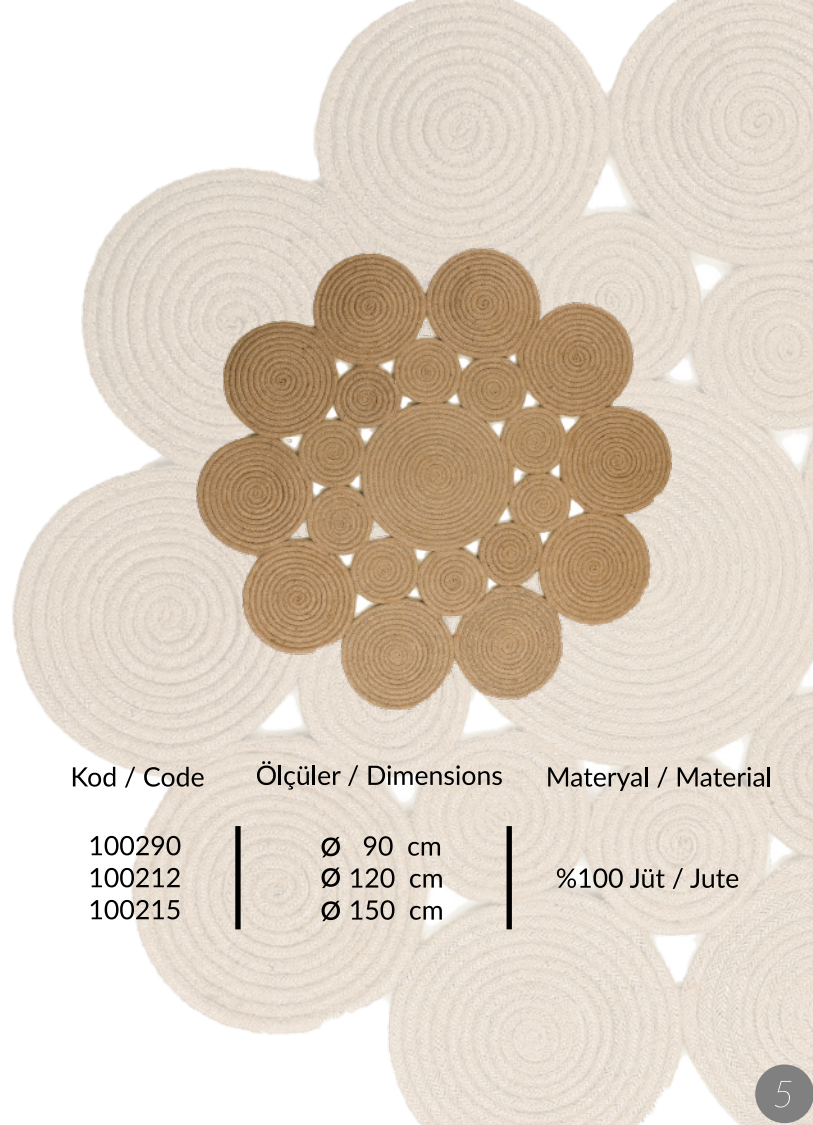 Kod / Code Ölçüler / Dimensions Materyal / Material
100290 Ø 90 cm
100212 Ø 120 cm
%100 Jüt / Jute
100215 Ø 150 cm
5